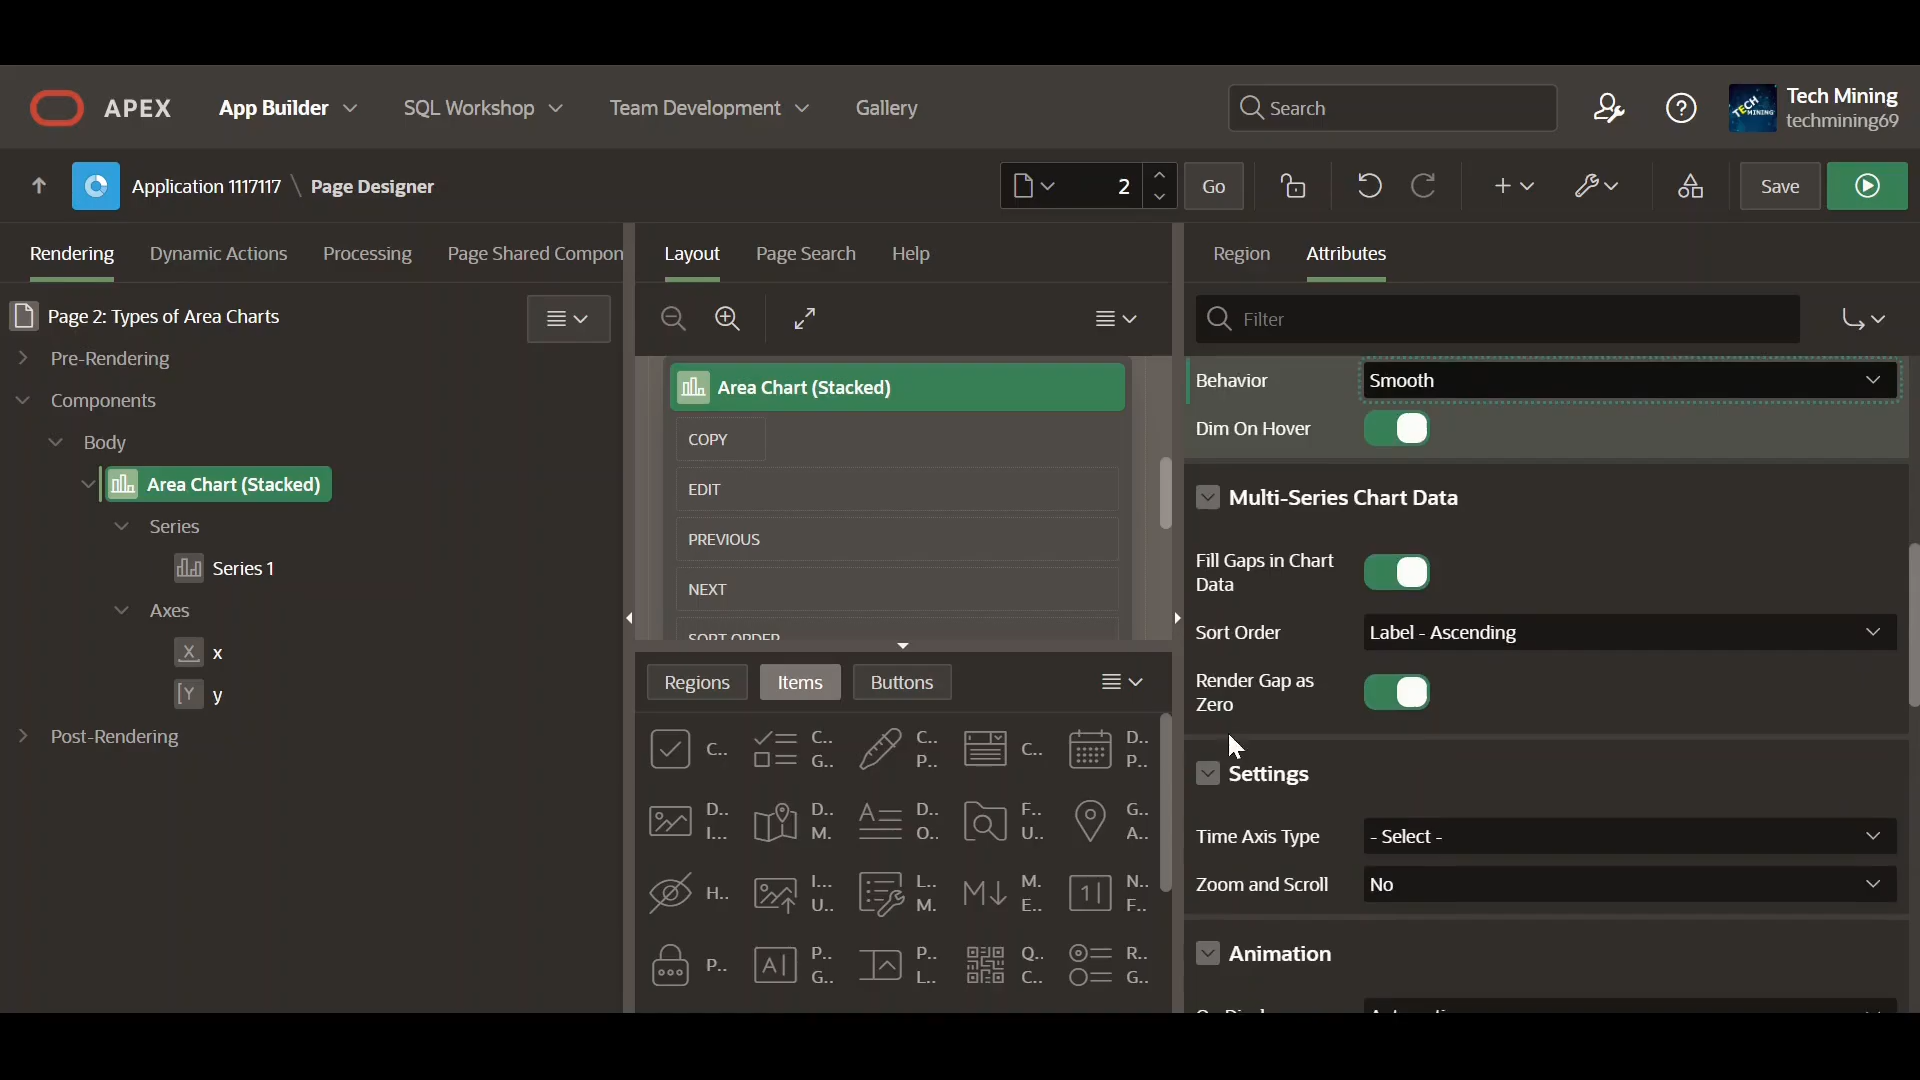 APEX App Builder SQL Workshop Team Development Gallery Search Tech Mining
techmining69
TECH MINING
Application 1117117 \ Page Designer 2 Go Save
Rendering Dynamic Actions Processing Page Shared Compon
Layout Page Search Help
Region Attributes
Page 2: Types of Area Charts
Pre-Rendering
Components
Body
Area Chart (Stacked)
Series
Series 1
Axes
X x
Y y
Post-Rendering
Area Chart (Stacked)
COPY
EDIT
PREVIOUS
NEXT
SORT ORDER
Regions Items Buttons
C.. C.. C.. C.. D..
G.. P.. P..
D.. D.. D.. F.. G..
I... M. O.. U.. A..
H.. I... L.. M. N..
U.. M. E.. F..
P.. P.. P.. Q.. R..
G.. L.. C.. G..
Filter
Behavior Smooth
Dim On Hover
Multi-Series Chart Data
Fill Gaps in Chart
Data
Sort Order Label - Ascending
Render Gap as
Zero
Settings
Time Axis Type - Select -
Zoom and Scroll No
Animation